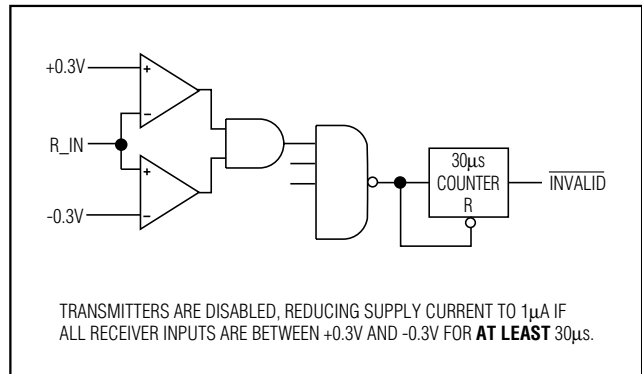 +0.3V
R_IN
-0.3V
30μs
COUNTER
R
INVALID
TRANSMITTERS ARE DISABLED, REDUCING SUPPLY CURRENT TO 1μA IF
ALL RECEIVER INPUTS ARE BETWEEN +0.3V AND -0.3V FOR AT LEAST 30μs.